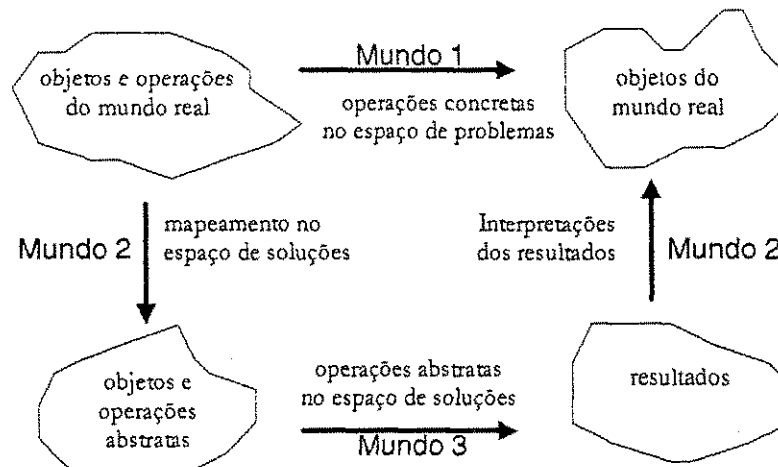 objetos e operações
do mundo real
Mundo 1
operações concretas
no espaço de problemas
objetos do
mundo real
Mundo 2
mapeamento no
espaço de soluções
Interpretações
dos resultados
Mundo 2
objetos e
operações
abstratas
operações abstratas
no espaço de soluções
Mundo 3
resultados